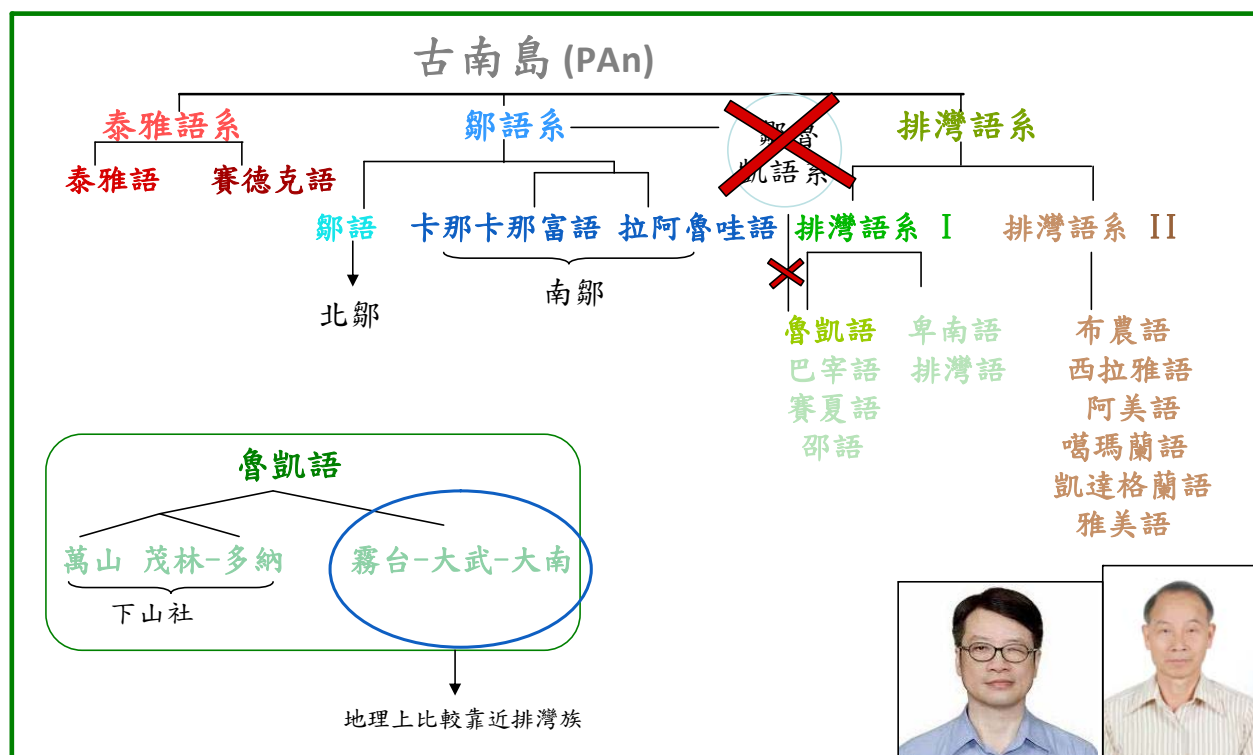 古南島 (PAn)
泰雅語系
鄒語系
鄒魯
凱語系
排灣語系
泰雅語
賽德克語
鄒語
卡那卡那富語
拉阿魯哇語
排灣語系 I
排灣語系 II
北鄒
南鄒
魯凱語
卑南語
布農語
巴宰語
排灣語
西拉雅語
賽夏語
阿美語
邵語
噶瑪蘭語
凱達格蘭語
雅美語
魯凱語
萬山
茂林-多納
霧台-大武-大南
下山社
地理上比較靠近排灣族